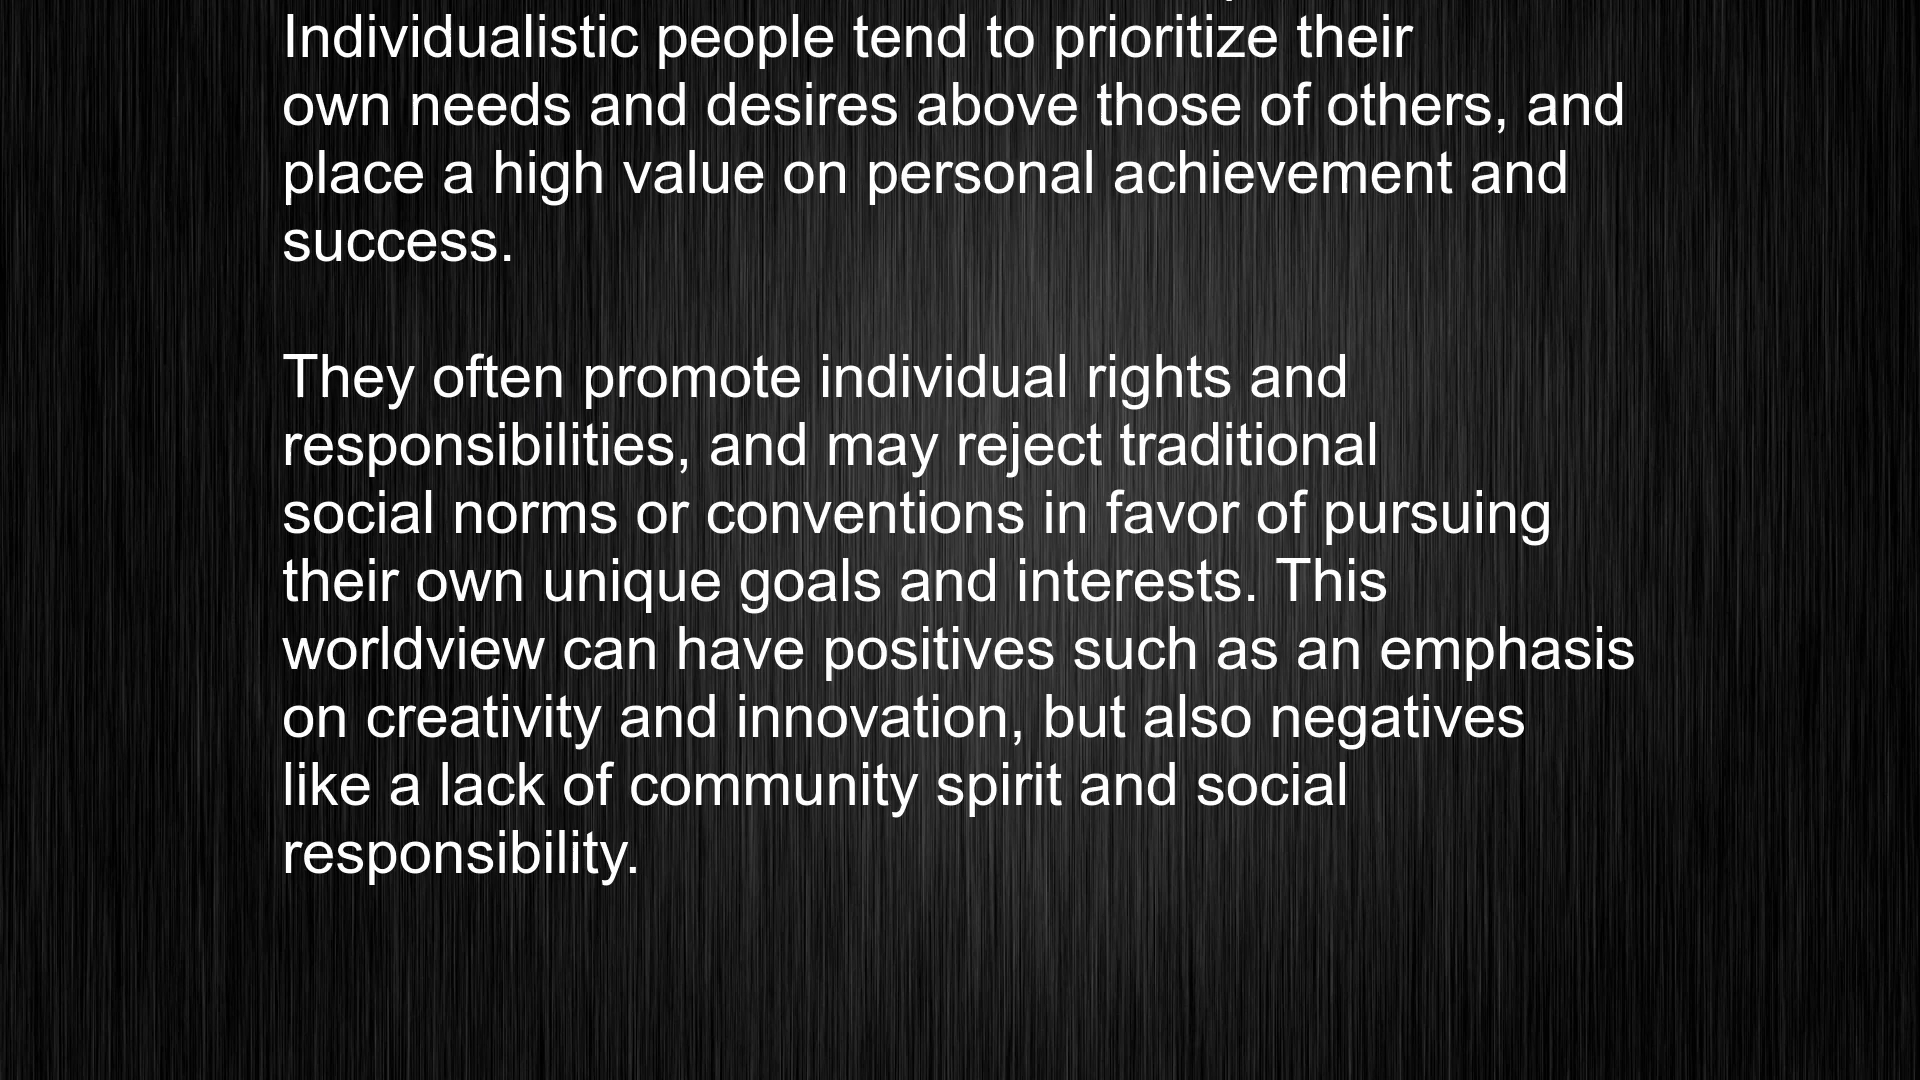 Individualistic people tend to prioritize their
own needs and desires above those of others, and
place a high value on personal achievement and
success.
They often promote individual rights and
responsibilities, and may reject traditional
social norms or conventions in favor of pursuing
their own unique goals and interests. This
worldview can have positives such as an emphasis
on creativity and innovation, but also negatives
like a lack of community spirit and social
responsibility.